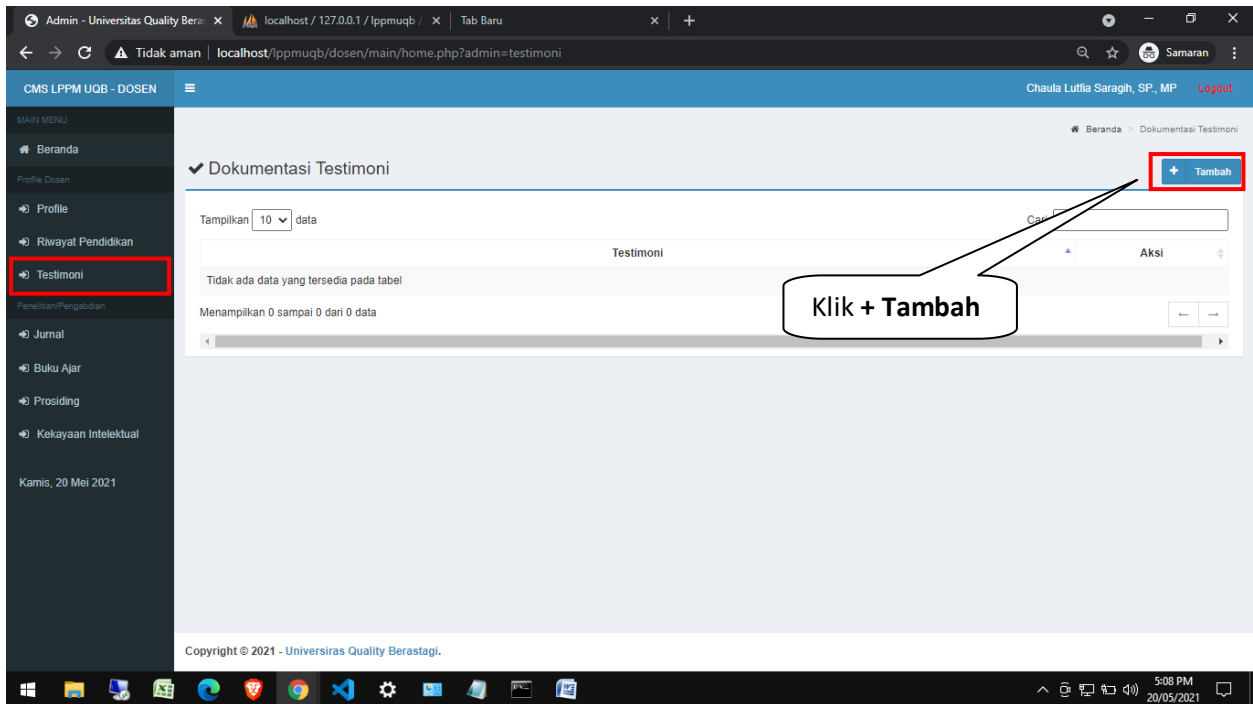 Admin - Universitas Quality Beras
localhost / 127.0.0.1 / lppmuqb /
Tab Baru
Tidak aman localhost/lppmuqb/dosen/main/home.php?admin=testimoni
Samaran
CMS LPPM UQB - DOSEN
Chaula Lutfia Saragih, SP., MP Logout
MAIN MENU
Beranda
Profile Dosen
Profile
Riwayat Pendidikan
Testimoni
Penelitian/Pengabdian
Jurnal
Buku Ajar
Prosiding
Kekayaan Intelektual
Kamis, 20 Mei 2021
Beranda > Dokumentasi Testimoni
Dokumentasi Testimoni
+ Tambah
Tampilkan 10 data
Cari
Testimoni Aksi
Tidak ada data yang tersedia pada tabel
Menampilkan 0 sampai 0 dari 0 data
← →
Klik + Tambah
Copyright © 2021 - Universiras Quality Berastagi.
5:08 PM
20/05/2021